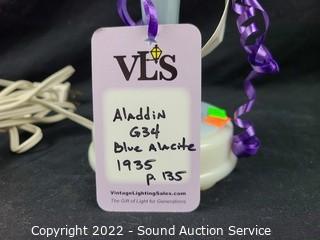 VLS
Aladdin
G34
Blue Alacite
1935
p. 135
VintageLightingSales.com
The Gift of Light for Generations
Copyright 2022 - Sound Auction Service